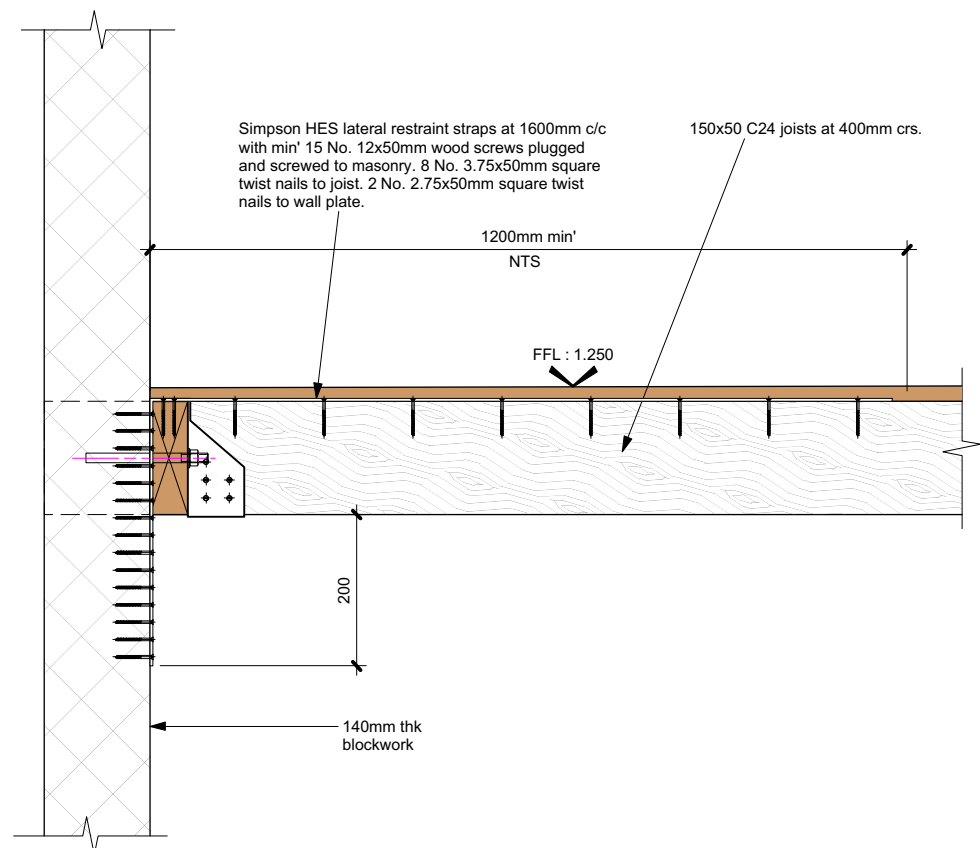 Simpson HES lateral restraint straps at 1600mm c/c
with min' 15 No. 12x50mm wood screws plugged
and screwed to masonry. 8 No. 3.75x50mm square
twist nails to joist. 2 No. 2.75x50mm square twist
nails to wall plate.
150x50 C24 joists at 400mm crs.
1200mm min'
NTS
FFL : 1.250
200
140mm thk
blockwork